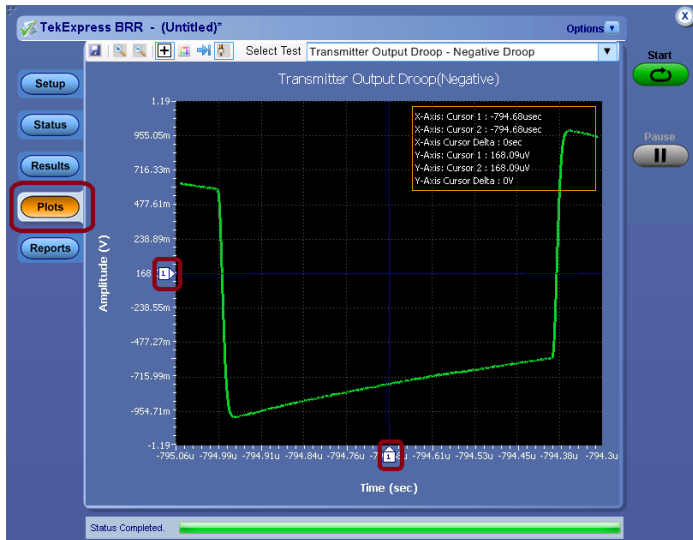 TekExpress BRR - (Untitled)*
Options
Select Test
Transmitter Output Droop - Negative Droop
Start
Setup
Status
Results
Plots
Reports
Pause
Transmitter Output Droop(Negative)
X-Axis: Cursor 1 : -794.68usec
X-Axis: Cursor 2 : -794.68usec
X-Axis Cursor Delta : 0sec
Y-Axis: Cursor 1 : 168.09uV
Y-Axis: Cursor 2 : 168.09uV
Y-Axis Cursor Delta : 0V
Amplitude (V)
1.19
955.05m
716.33m
477.61m
238.89m
168
1
-238.55m
-477.27m
-715.99m
-954.71m
-1.19
-795.06u -794.99u -794.91u -794.84u -794.76u -794.61u -794.53u -794.45u -794.38u -794.3u
1
Time (sec)
Status Completed.